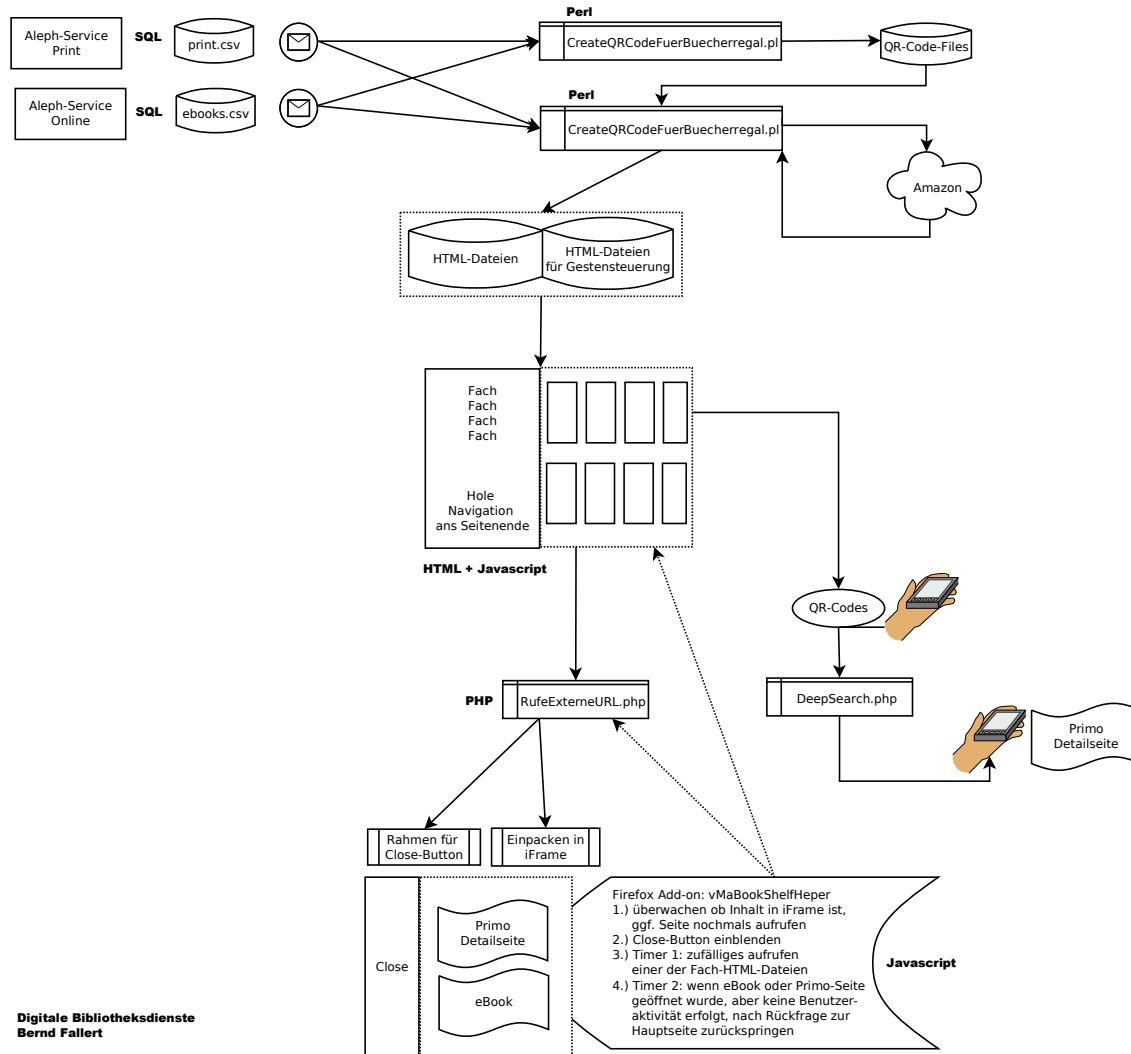 Aleph-Service
Print
SQL
print.csv
Perl
CreateQRCodeFuerBuecherregal.pl
QR-Code-Files
Aleph-Service
Online
SQL
ebooks.csv
Perl
CreateQRCodeFuerBuecherregal.pl
Amazon
HTML-Dateien
HTML-Dateien
für Gestensteuerung
Fach
Fach
Fach
Fach
Hole
Navigation
ans Seitenende
HTML + Javascript
QR-Codes
PHP
RufeExterneURL.php
DeepSearch.php
Primo
Detailseite
Rahmen für
Close-Button
Einpacken in
iFrame
Close
Primo
Detailseite
eBook
Firefox Add-on: vMaBookShelfHeper
1.) überwachen ob Inhalt in iFrame ist,
ggf. Seite nochmals aufrufen
2.) Close-Button einblenden
3.) Timer 1: zufälliges aufrufen
einer der Fach-HTML-Dateien
4.) Timer 2: wenn eBook oder Primo-Seite
geöffnet wurde, aber keine Benutzer-
aktivität erfolgt, nach Rückfrage zur
Hauptseite zurückspringen
Javascript
Digitale Bibliotheksdienste
Bernd Fallert